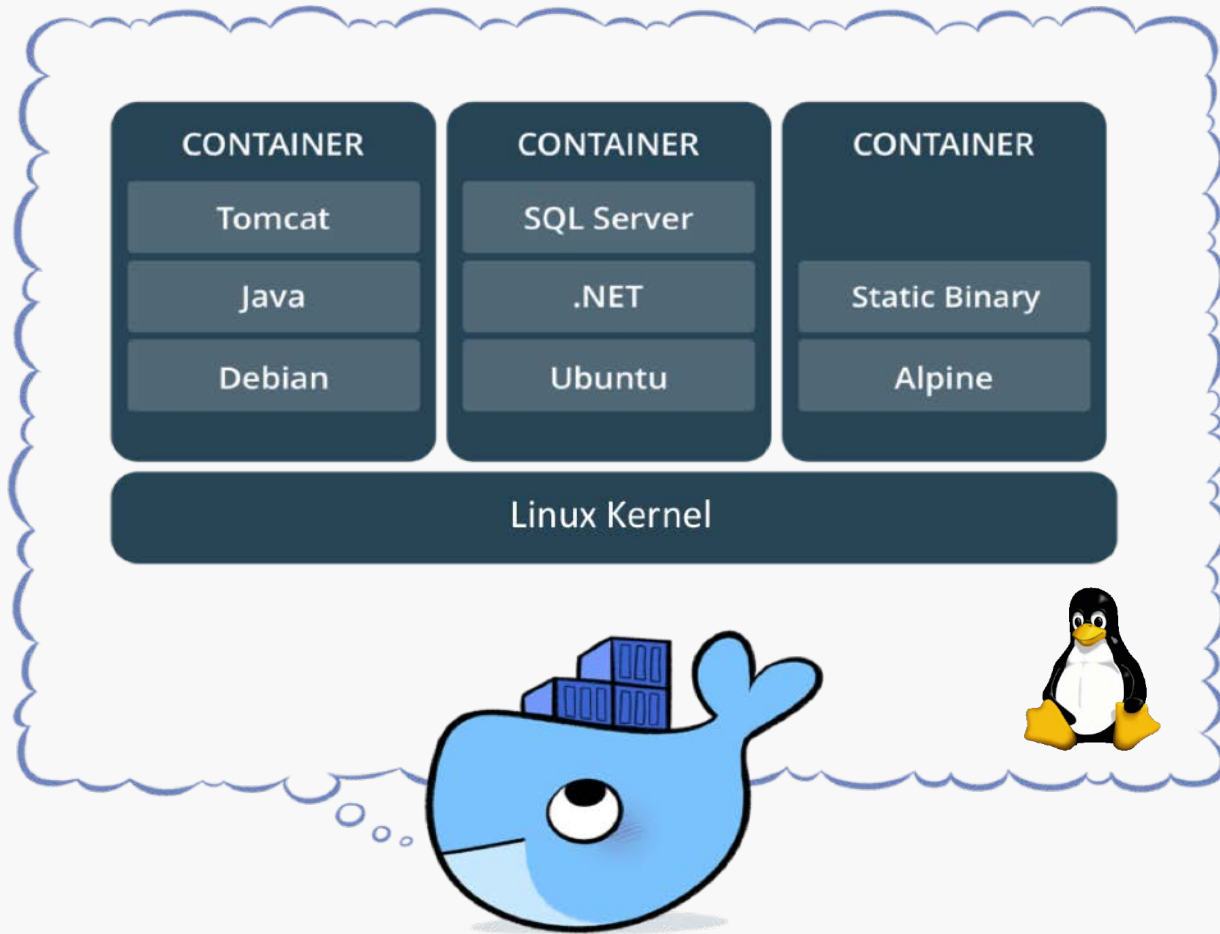 CONTAINER
Tomcat
Java
Debian
CONTAINER
SQL Server
.NET
Ubuntu
CONTAINER
Static Binary
Alpine
Linux Kernel